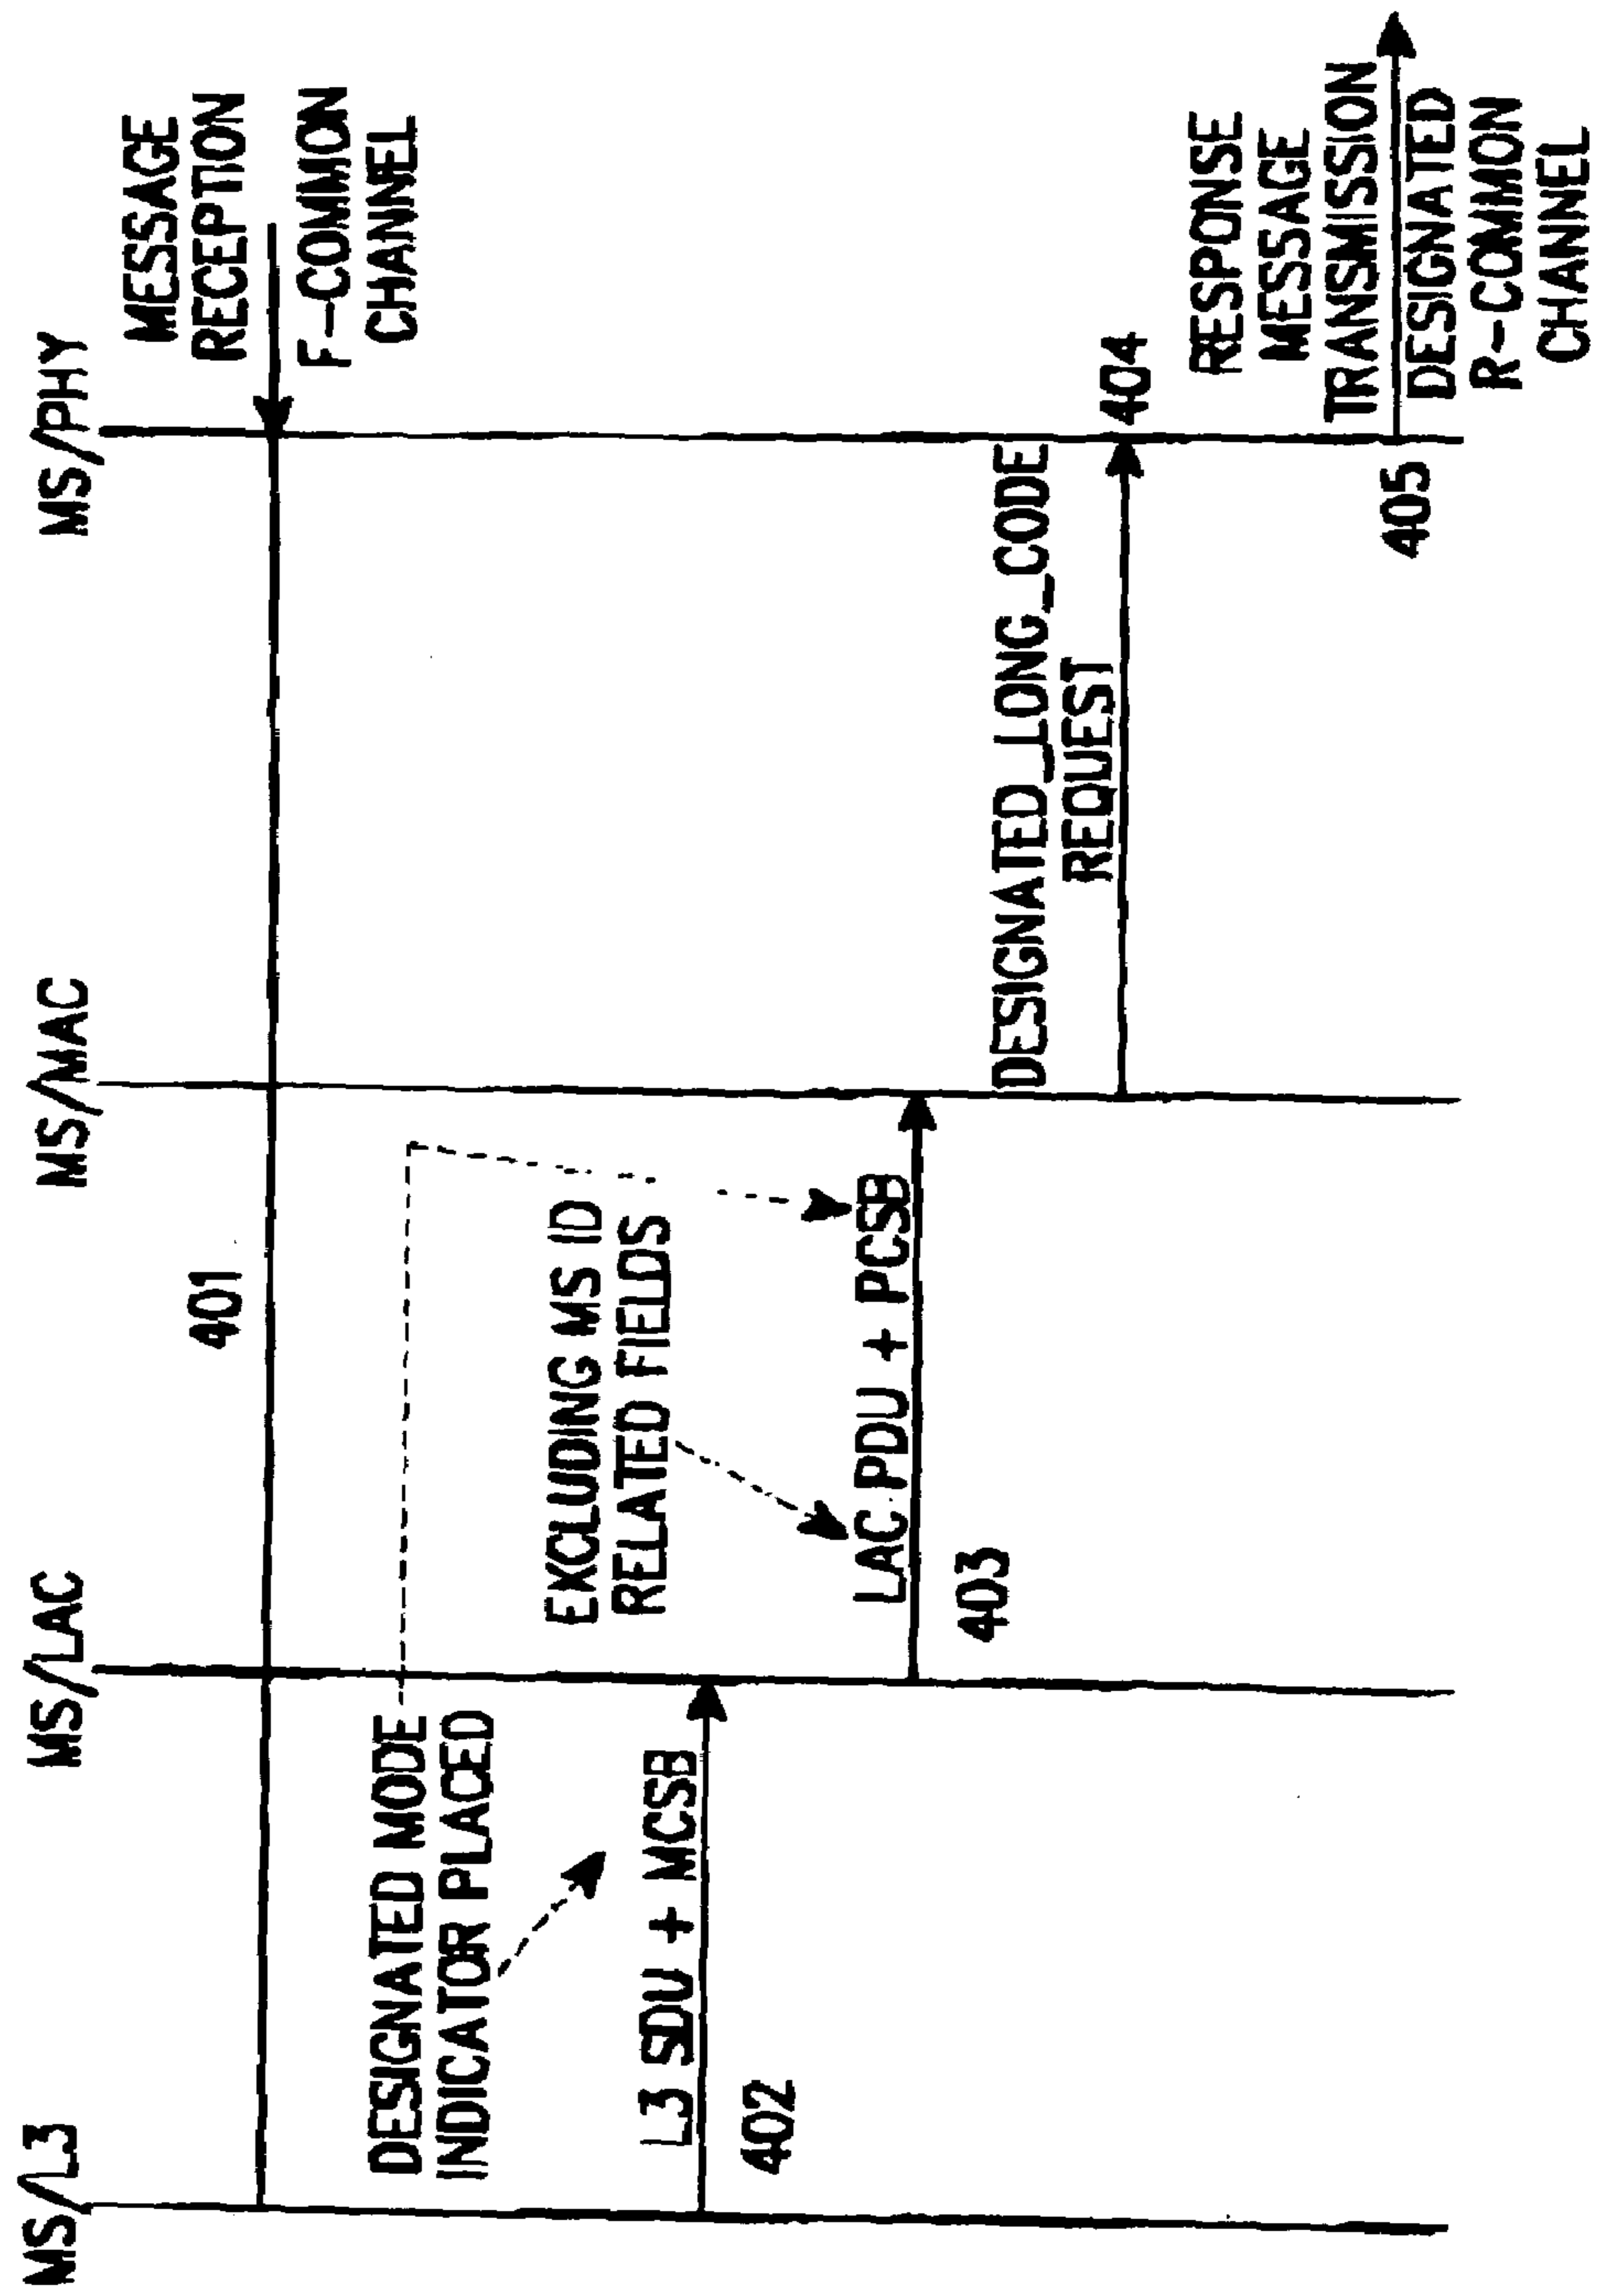 MS/L3
MS/LAC
MS/MAC
MS/PHY
MESSAGE
RECEPTION
F-COMMON
CHANNEL
401
DESIGNATED MODE
INDICATOR PLACED
EXCLUDING MS ID
RELATED FIELDS
L3 SDU + MCSB
402
LAC PDU + PCSB
403
DESIGNATED_LONG_CODE
REQUEST
404
RESPONSE
MESSAGE
TRANSMISSION
405
DESIGNATED
R-COMMON
CHANNEL